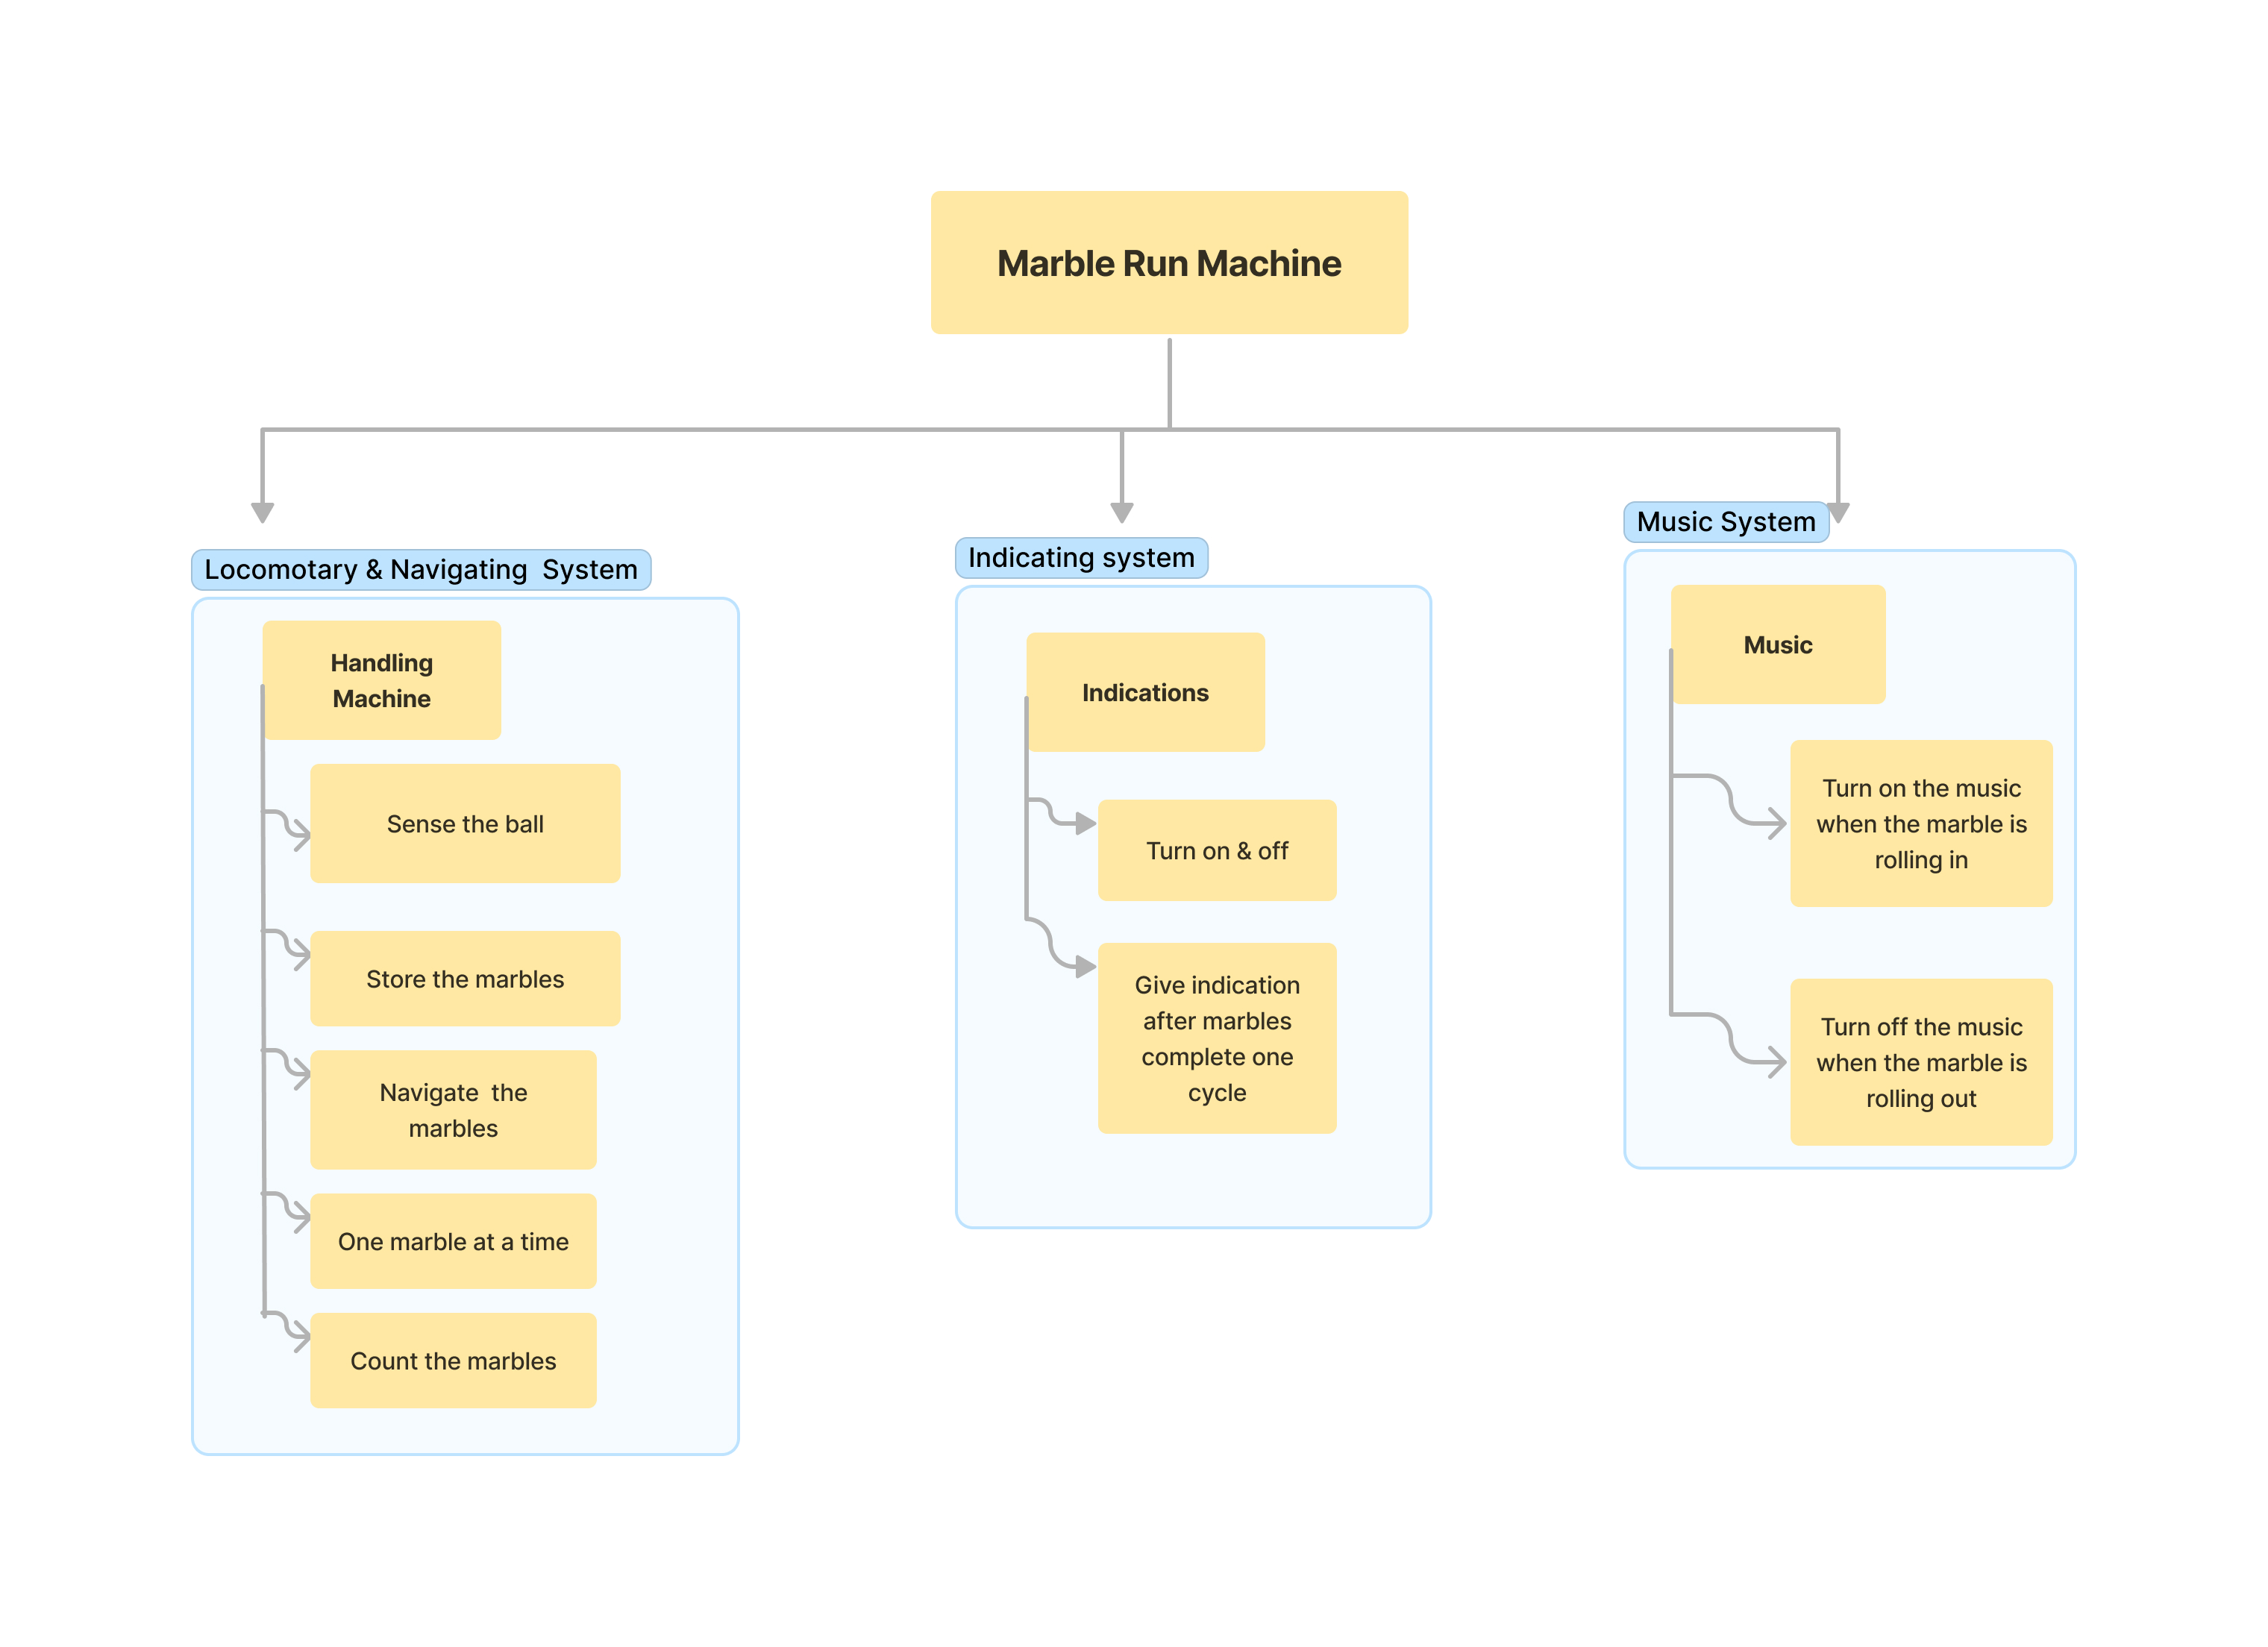 Marble Run Machine
Locomotary & Navigating  System
Handling
Machine
Sense the ball
Store the marbles
Navigate  the
marbles
One marble at a time
Count the marbles
Indicating system
Indications
Turn on & off
Give indication
after marbles
complete one
cycle
Music System
Music
Turn on the music
when the marble is
rolling in
Turn off the music
when the marble is
rolling out